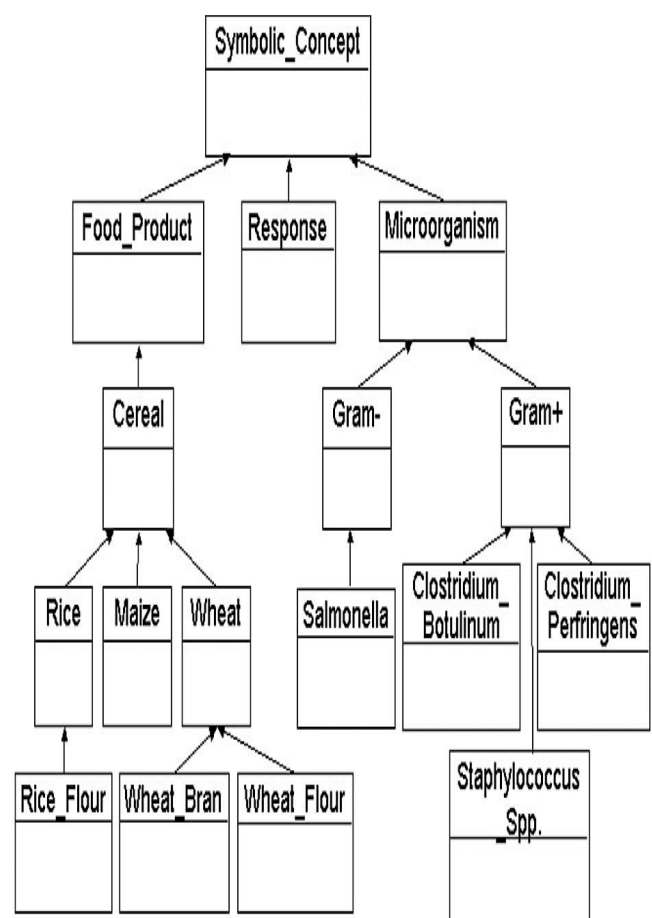 Symbolic_Concept
Food_Product
Response
Microorganism
Cereal
Gram-
Gram+
Rice
Maize
Wheat
Salmonella
Clostridium_
Botulinum
Clostridium_
Perfringens
Rice_Flour
Wheat_Bran
Wheat_Flour
Staphylococcus
_Spp.